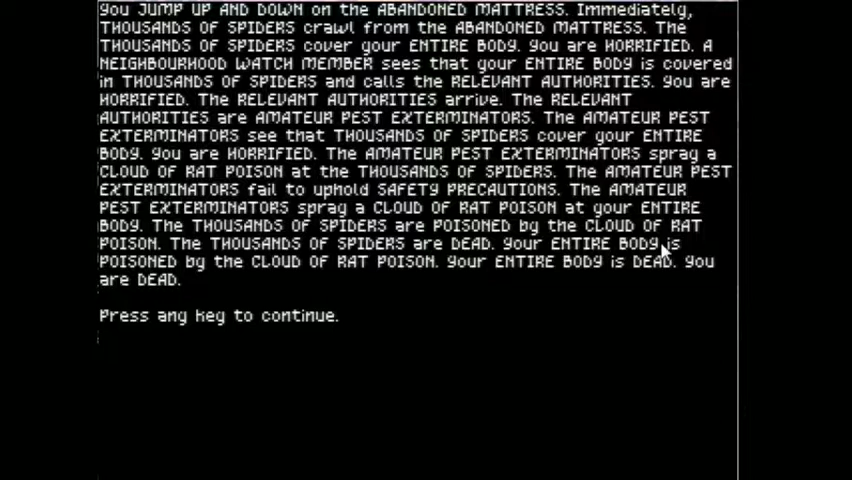 You JUMP UP AND DOWN on the ABANDONED MATTRESS. Immediately,
THOUSANDS OF SPIDERS crawl from the ABANDONED MATTRESS. The
THOUSANDS OF SPIDERS cover your ENTIRE BODY. You are HORRIFIED. A
NEIGHBOURHOOD WATCH MEMBER sees that your ENTIRE BODY is covered
in THOUSANDS OF SPIDERS and calls the RELEVANT AUTHORITIES. You are
HORRIFIED. The RELEVANT AUTHORITIES arrive. The RELEVANT
AUTHORITIES are AMATEUR PEST EXTERMINATORS. The AMATEUR PEST
EXTERMINATORS see that THOUSANDS OF SPIDERS cover your ENTIRE
BODY. You are HORRIFIED. The AMATEUR PEST EXTERMINATORS spray a
CLOUD OF RAT POISON at the THOUSANDS OF SPIDERS. The AMATEUR PEST
EXTERMINATORS fail to uphold SAFETY PRECAUTIONS. The AMATEUR
PEST EXTERMINATORS spray a CLOUD OF RAT POISON at your ENTIRE
BODY. The THOUSANDS OF SPIDERS are POISONED by the CLOUD OF RAT
POISON. The THOUSANDS OF SPIDERS are DEAD. Your ENTIRE BODY is
POISONED by the CLOUD OF RAT POISON. Your ENTIRE BODY is DEAD. You
are DEAD.
Press any key to continue.